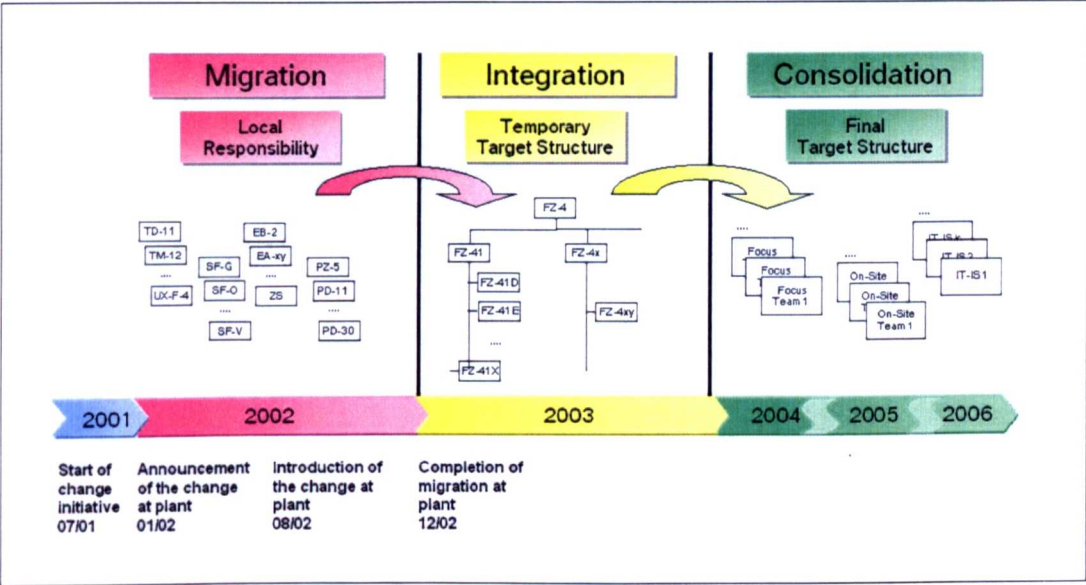 Migration
Integration
Consolidation
Local
Responsibility
Temporary
Target Structure
Final
Target Structure
TD-11
TM-12
....
UX-F-4
SF-G
SF-O
....
SF-V
EB-2
EA-xy
....
ZS
PZ-5
PD-11
....
PD-30
FZ-4
FZ-41
FZ-4x
FZ-41D
FZ-41E
....
FZ-41X
FZ-4xy
....
Focus
Focus
Focus
Team 1
....
On-Site
On-Site
On-Site
Team 1
....
IT-IS1
2001
2002
2003
2004
2005
2006
Start of
change
initiative
07/01
Announcement
of the change
at plant
01/02
Introduction of
the change at
plant
08/02
Completion of
migration at
plant
12/02